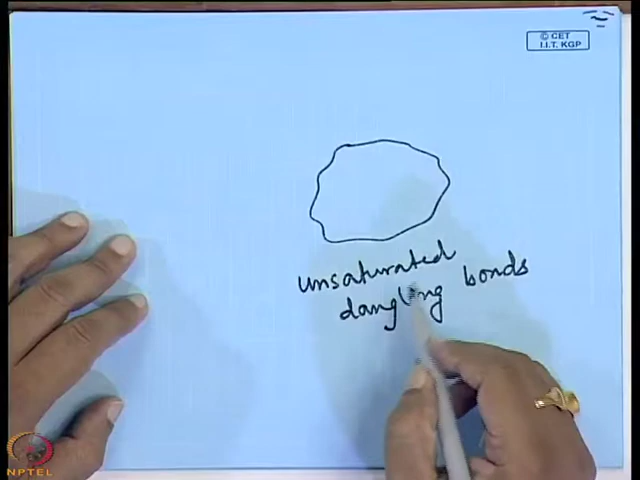 © CET
I.I.T. KGP
unsaturated bonds
dangling
NPTEL